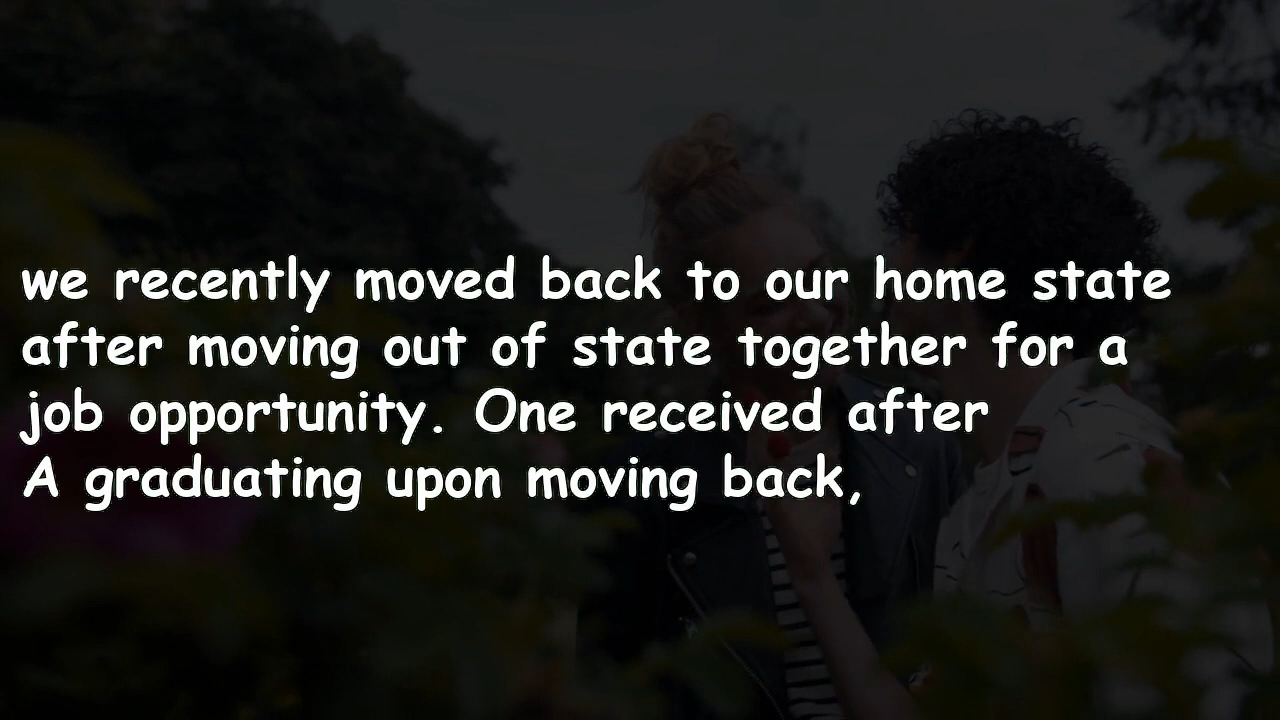 we recently moved back to our home state
after moving out of state together for a
job opportunity. One received after
A graduating upon moving back,